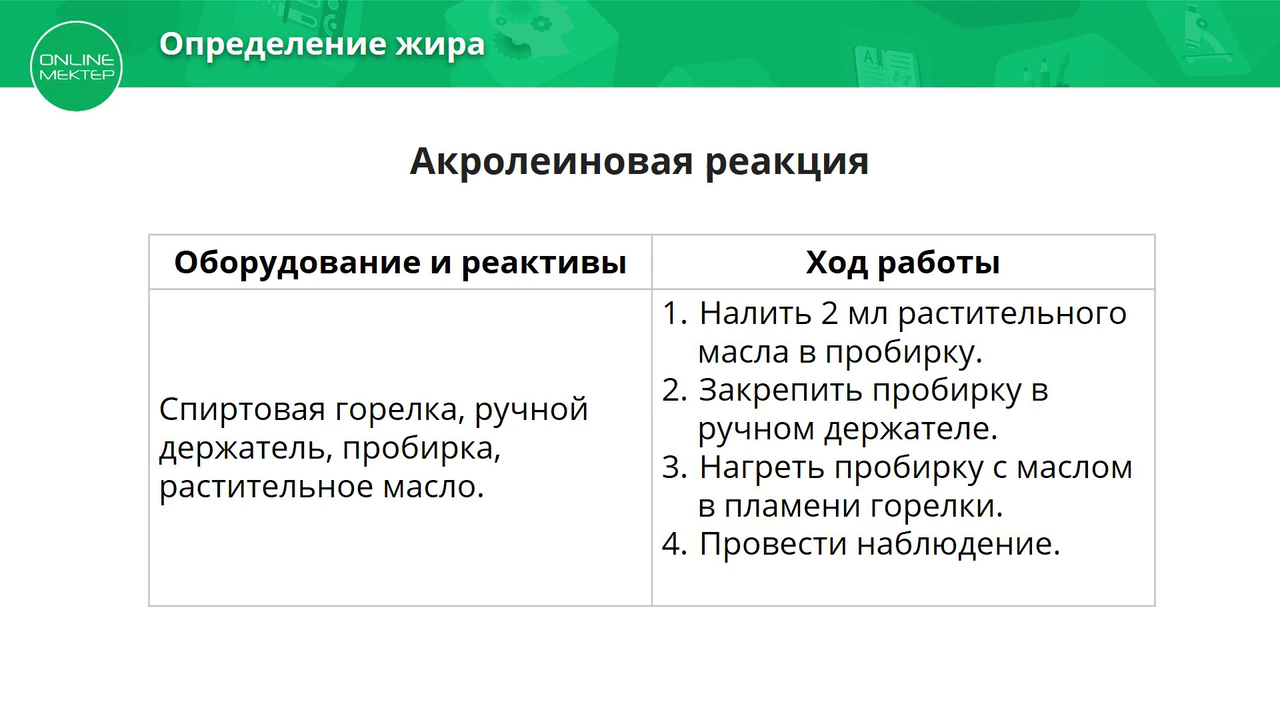 Определение жира
ONLINE
МЕКТЕР
Акролеиновая реакция
Оборудование и реактивы
Ход работы
Спиртовая горелка, ручной
держатель, пробирка,
растительное масло.
1. Налить 2 мл растительного
масла в пробирку.
2. Закрепить пробирку в
ручном держателе.
3. Нагреть пробирку с маслом
в пламени горелки.
4. Провести наблюдение.